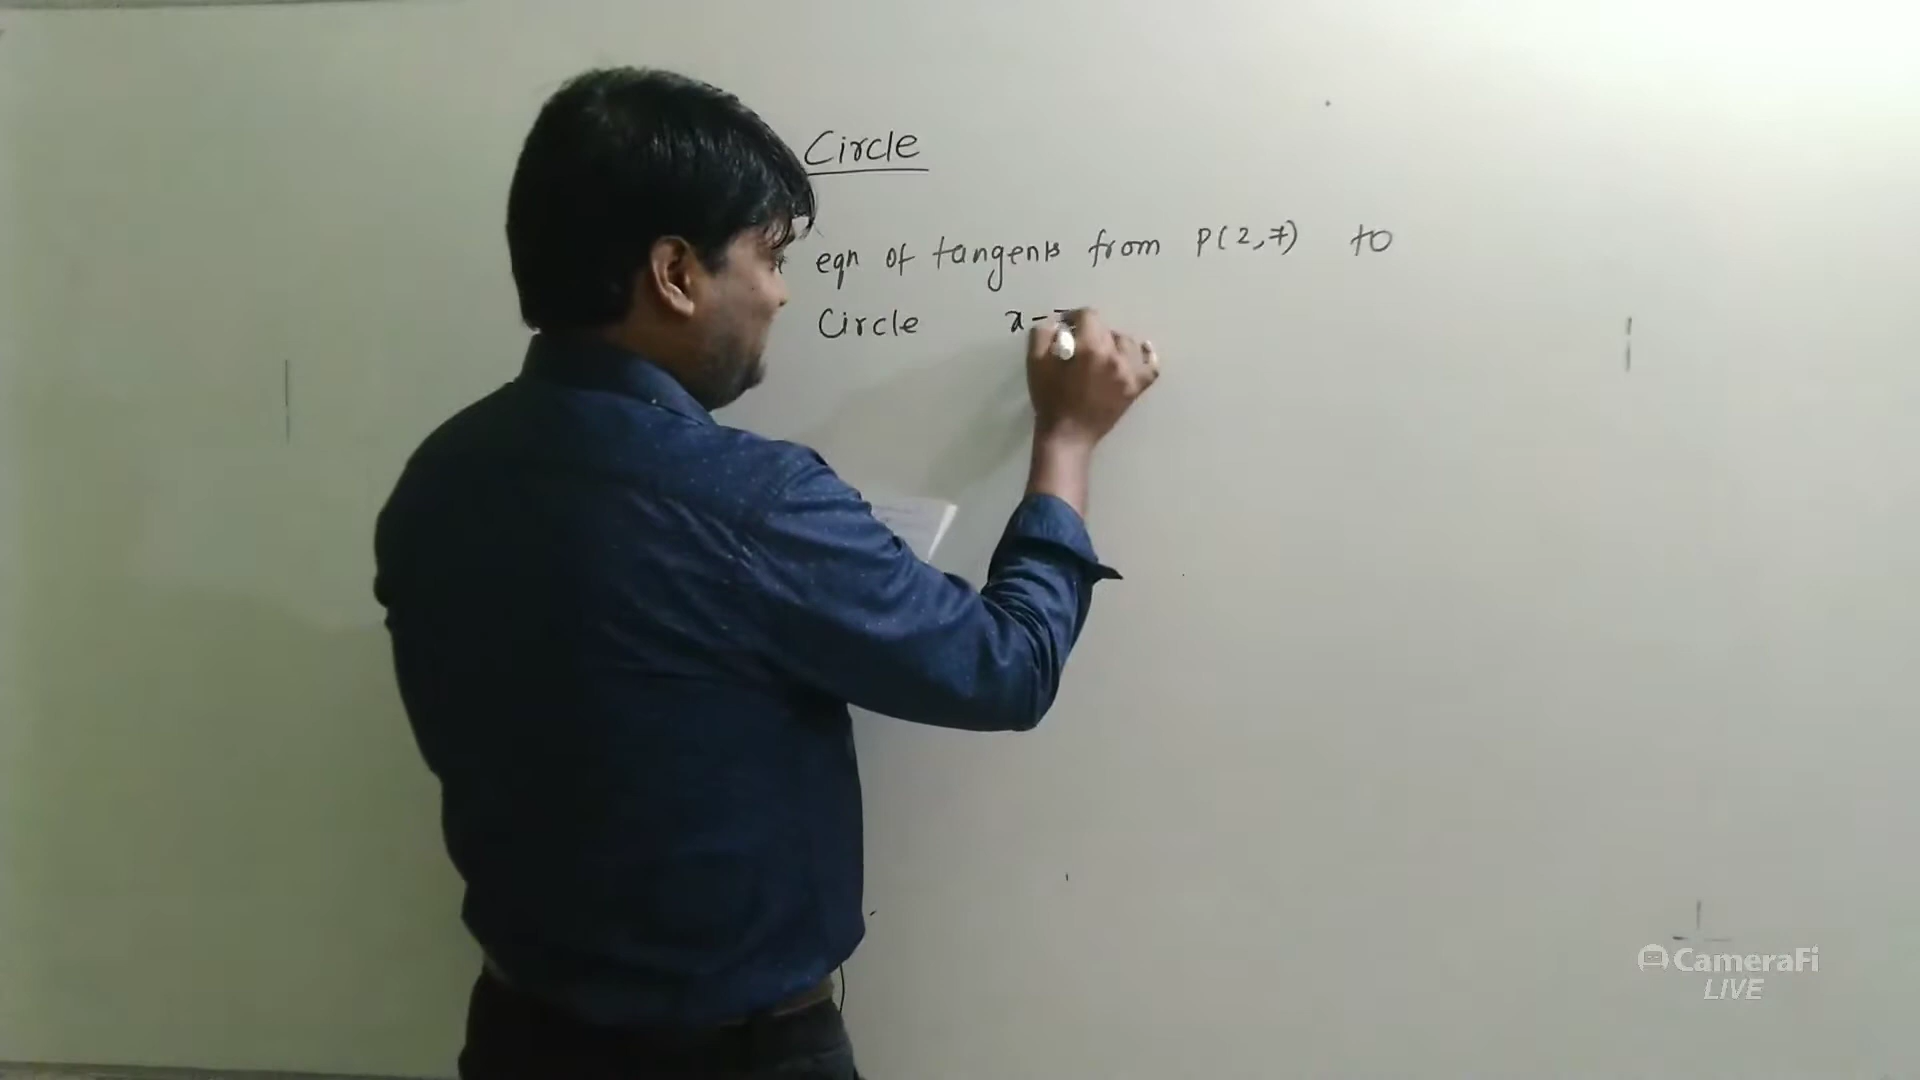 Circle
eqn of tangents from P(2,7) to
Circle x-
CameraFi
LIVE